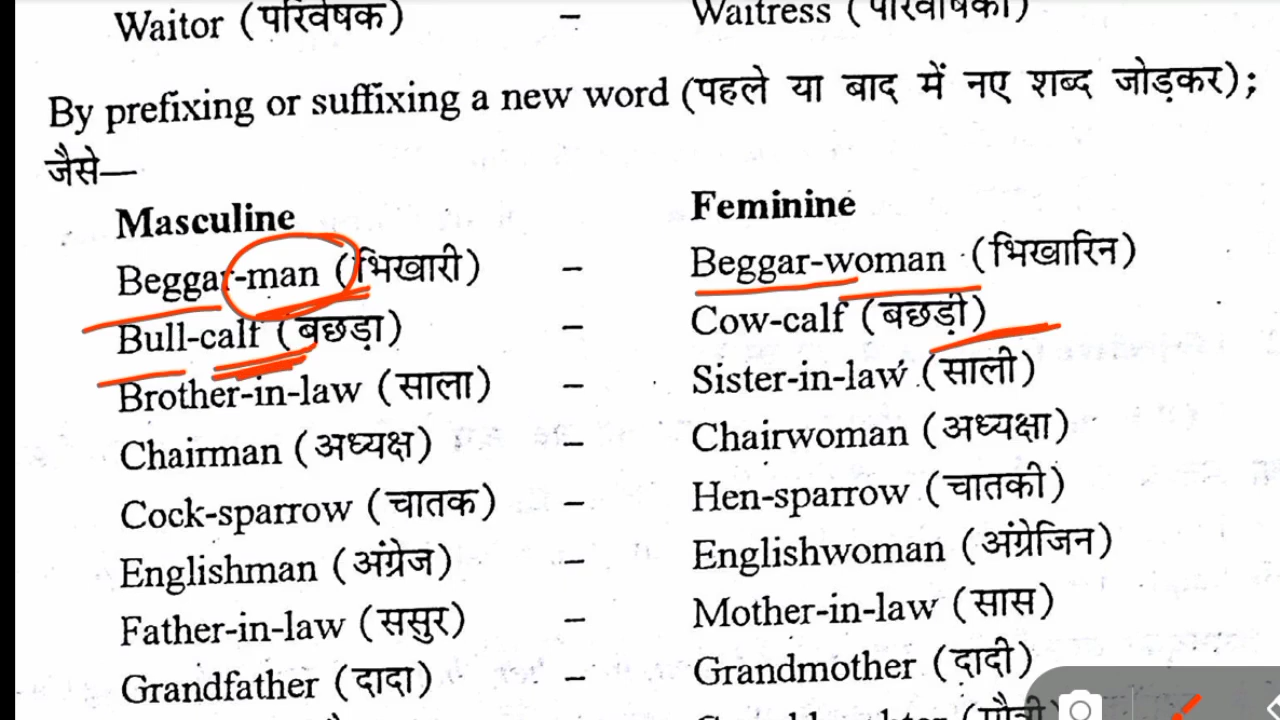 Waitor (परिवेषक) – Waitress (परिवेषिका)
By prefixing or suffixing a new word (पहले या बाद में नए शब्द जोड़कर);
जैसे—
Masculine Feminine
Beggar-man (भिखारी) – Beggar-woman (भिखारिन)
Bull-calf (बछड़ा) – Cow-calf (बछड़ी)
Brother-in-law (साला) – Sister-in-law (साली)
Chairman (अध्यक्ष) – Chairwoman (अध्यक्षा)
Cock-sparrow (चातक) – Hen-sparrow (चातकी)
Englishman (अंग्रेज) – Englishwoman (अंग्रेजिन)
Father-in-law (ससुर) – Mother-in-law (सास)
Grandfather (दादा) – Grandmother (दादी)